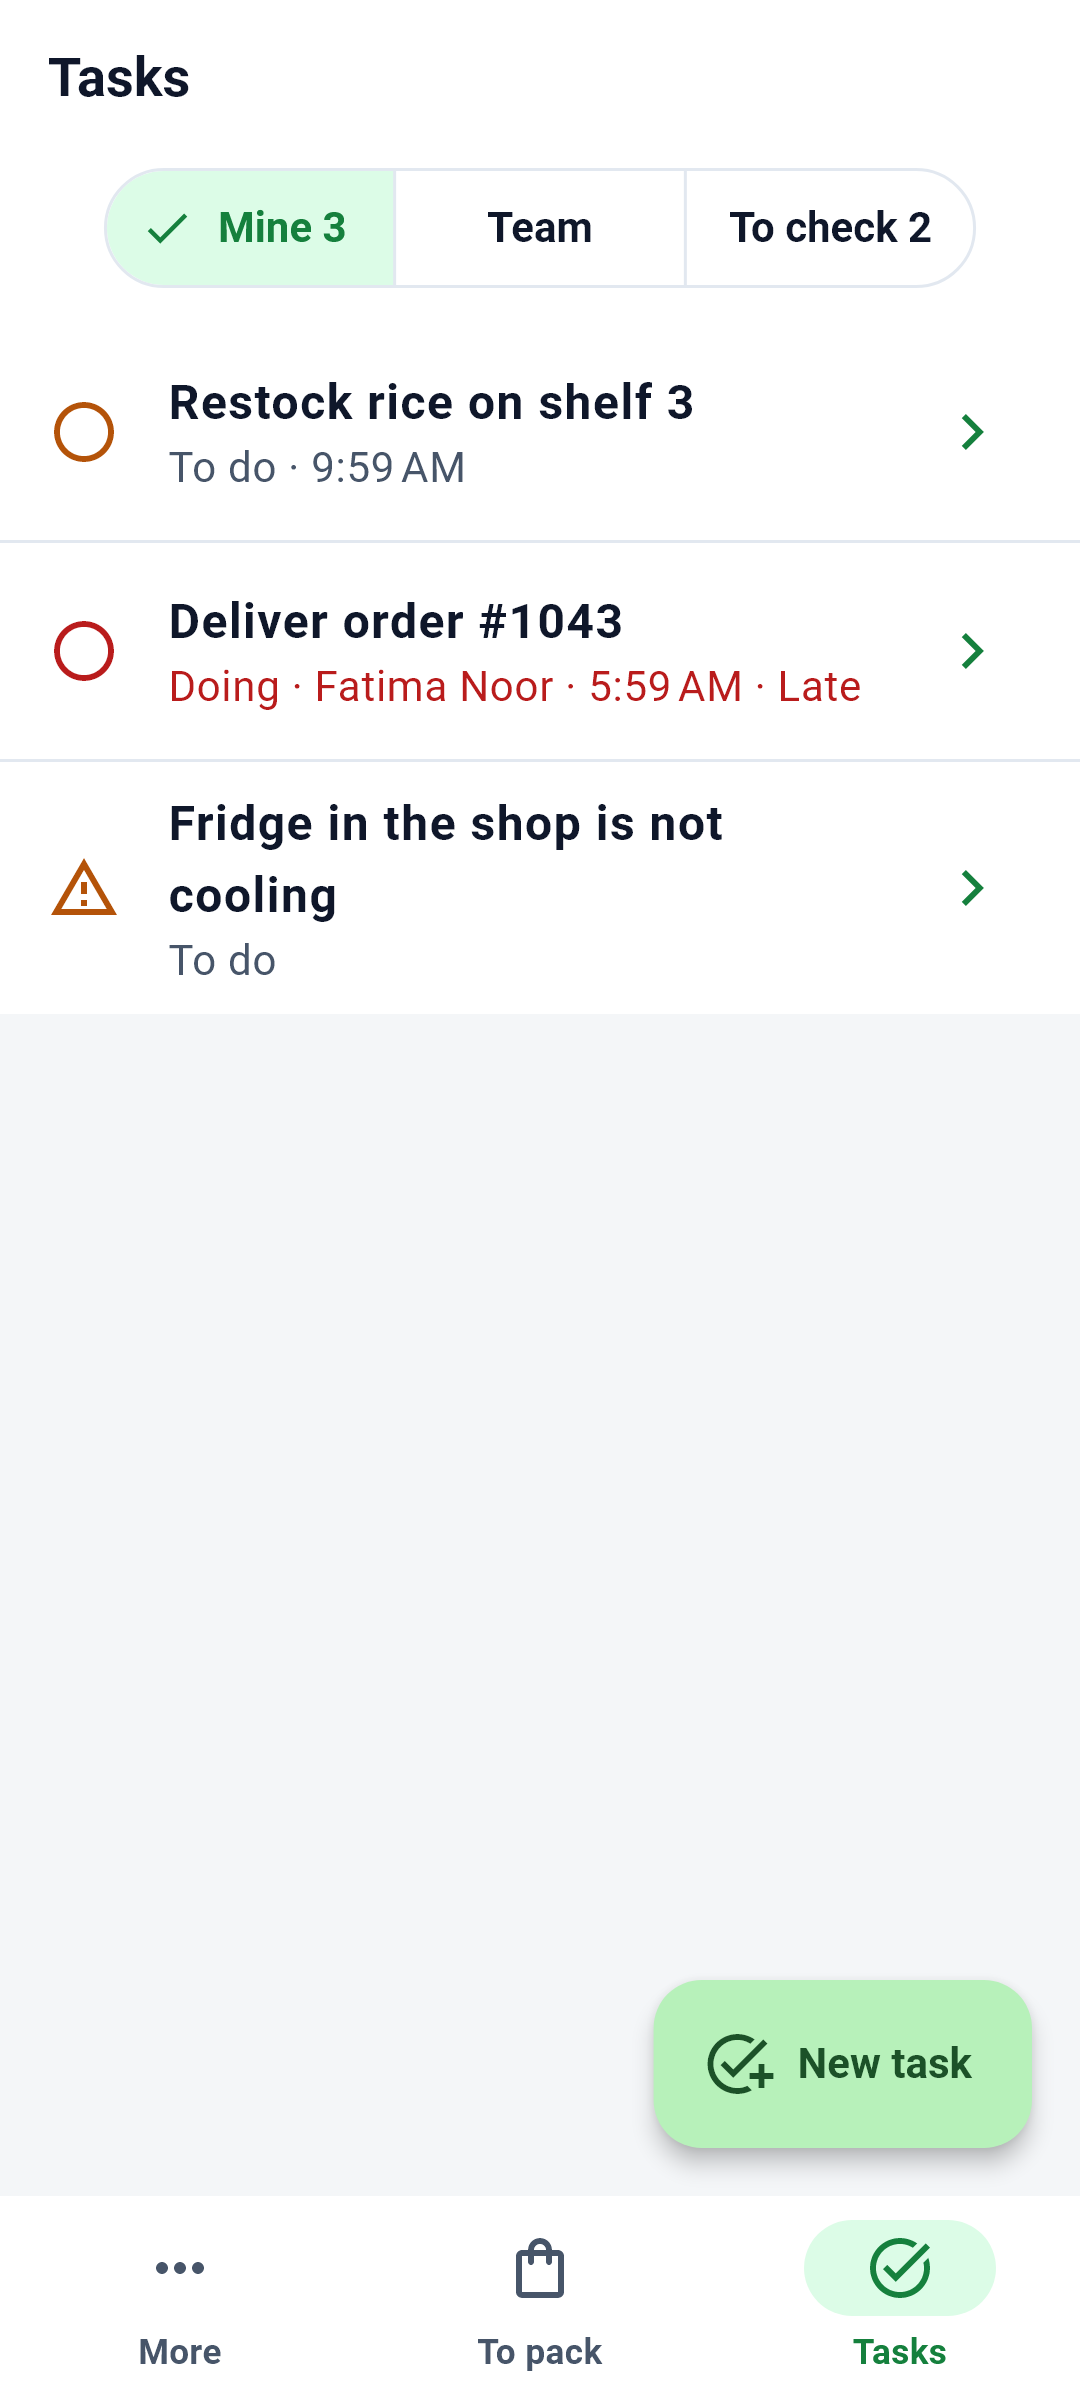 Tasks
Mine 3
Team
To check 2
Restock rice on shelf 3
To do · 9:59 AM
Deliver order #1043
Doing · Fatima Noor · 5:59 AM · Late
Fridge in the shop is not
cooling
To do
New task
More
To pack
Tasks